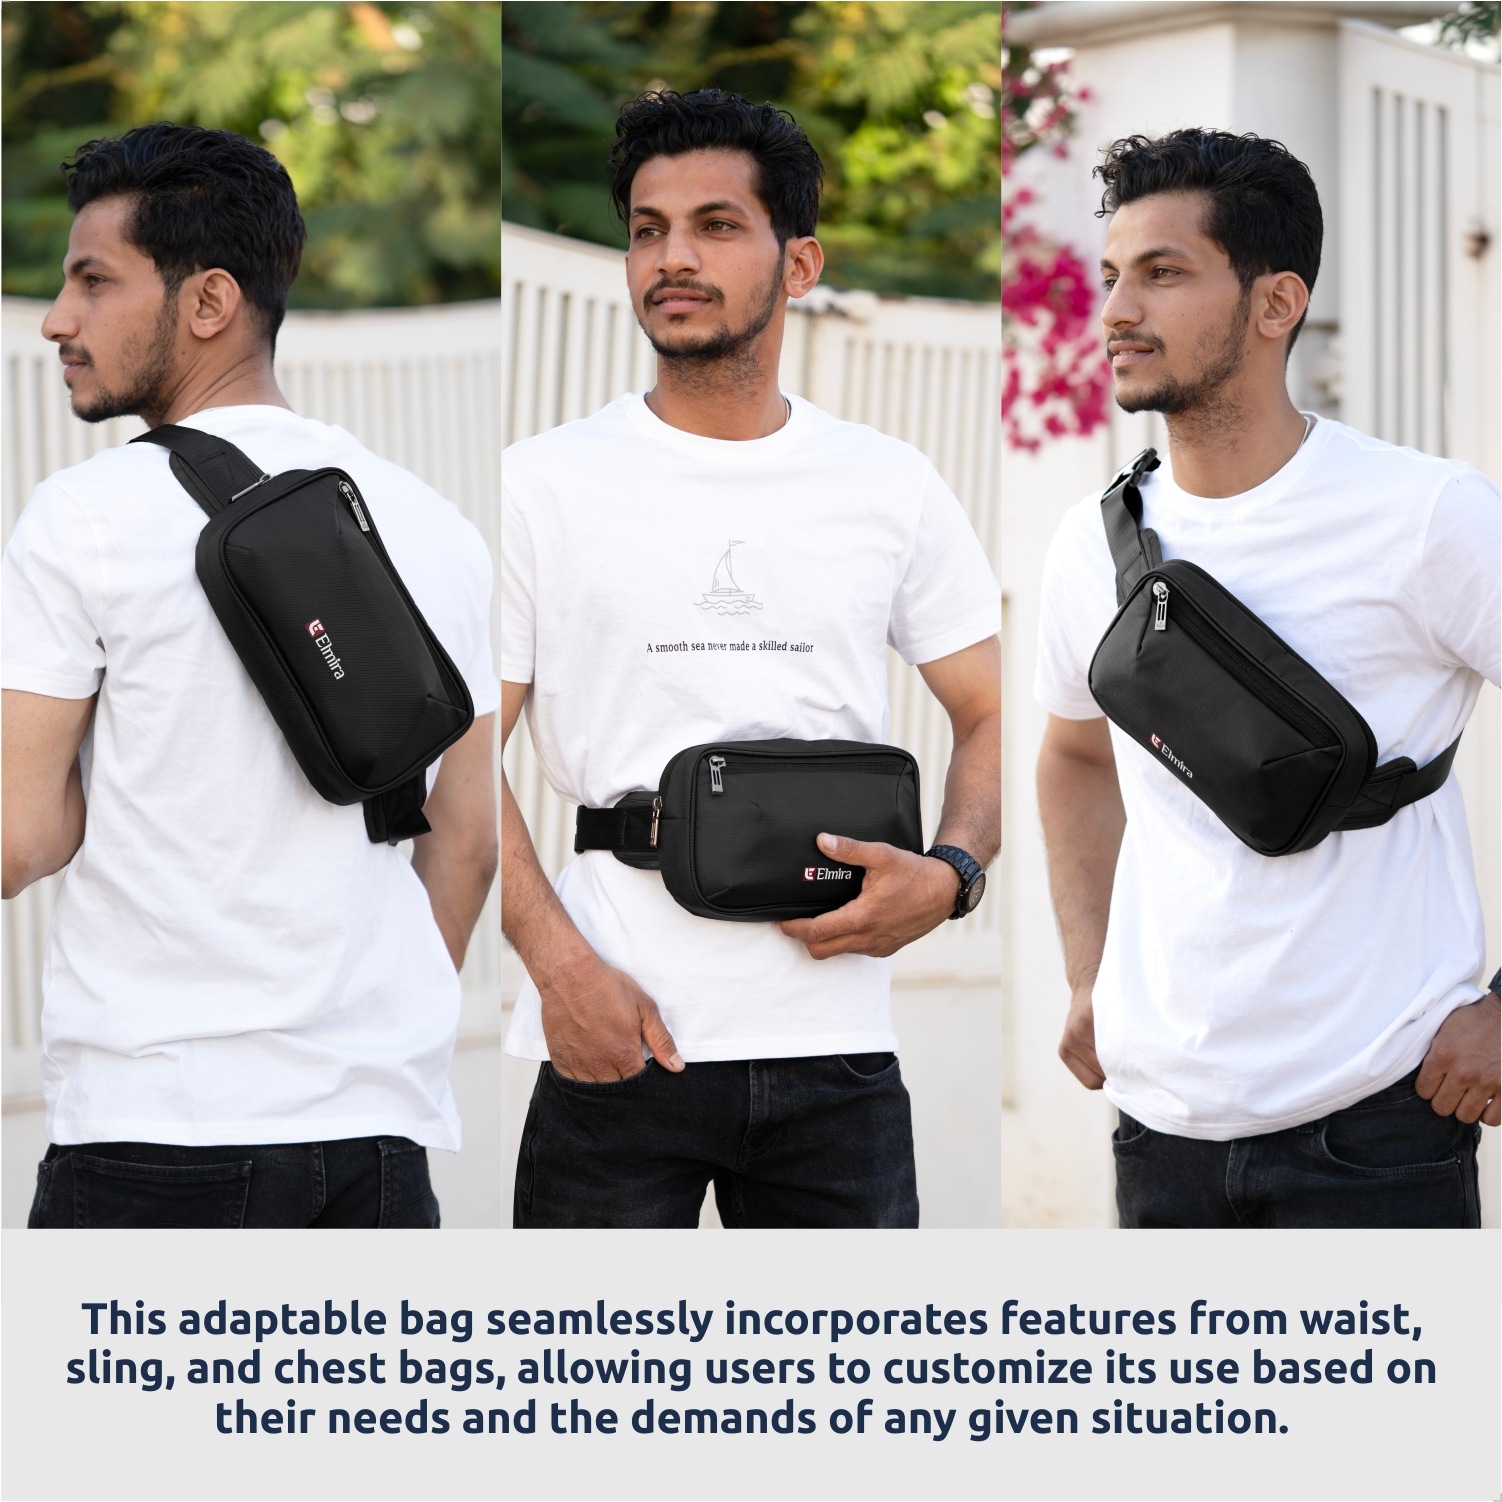 Elmira
A smooth sea never made a skilled sailor
Elmira
Elmira
This adaptable bag seamlessly incorporates features from waist,
sling, and chest bags, allowing users to customize its use based on
their needs and the demands of any given situation.